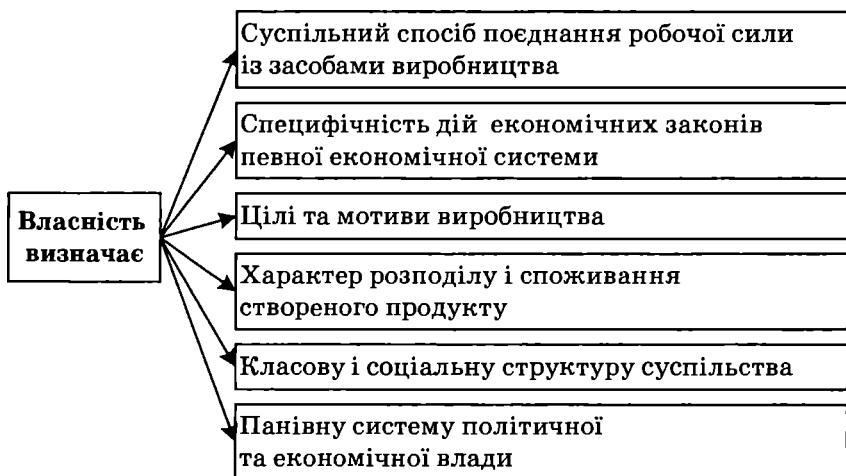 Суспільний спосіб поєднання робочої сили
із засобами виробництва
Специфічність дій економічних законів
певної економічної системи
Власність
визначає
Цілі та мотиви виробництва
Характер розподілу і споживання
створеного продукту
Класову і соціальну структуру суспільства
Панівну систему політичної
та економічної влади